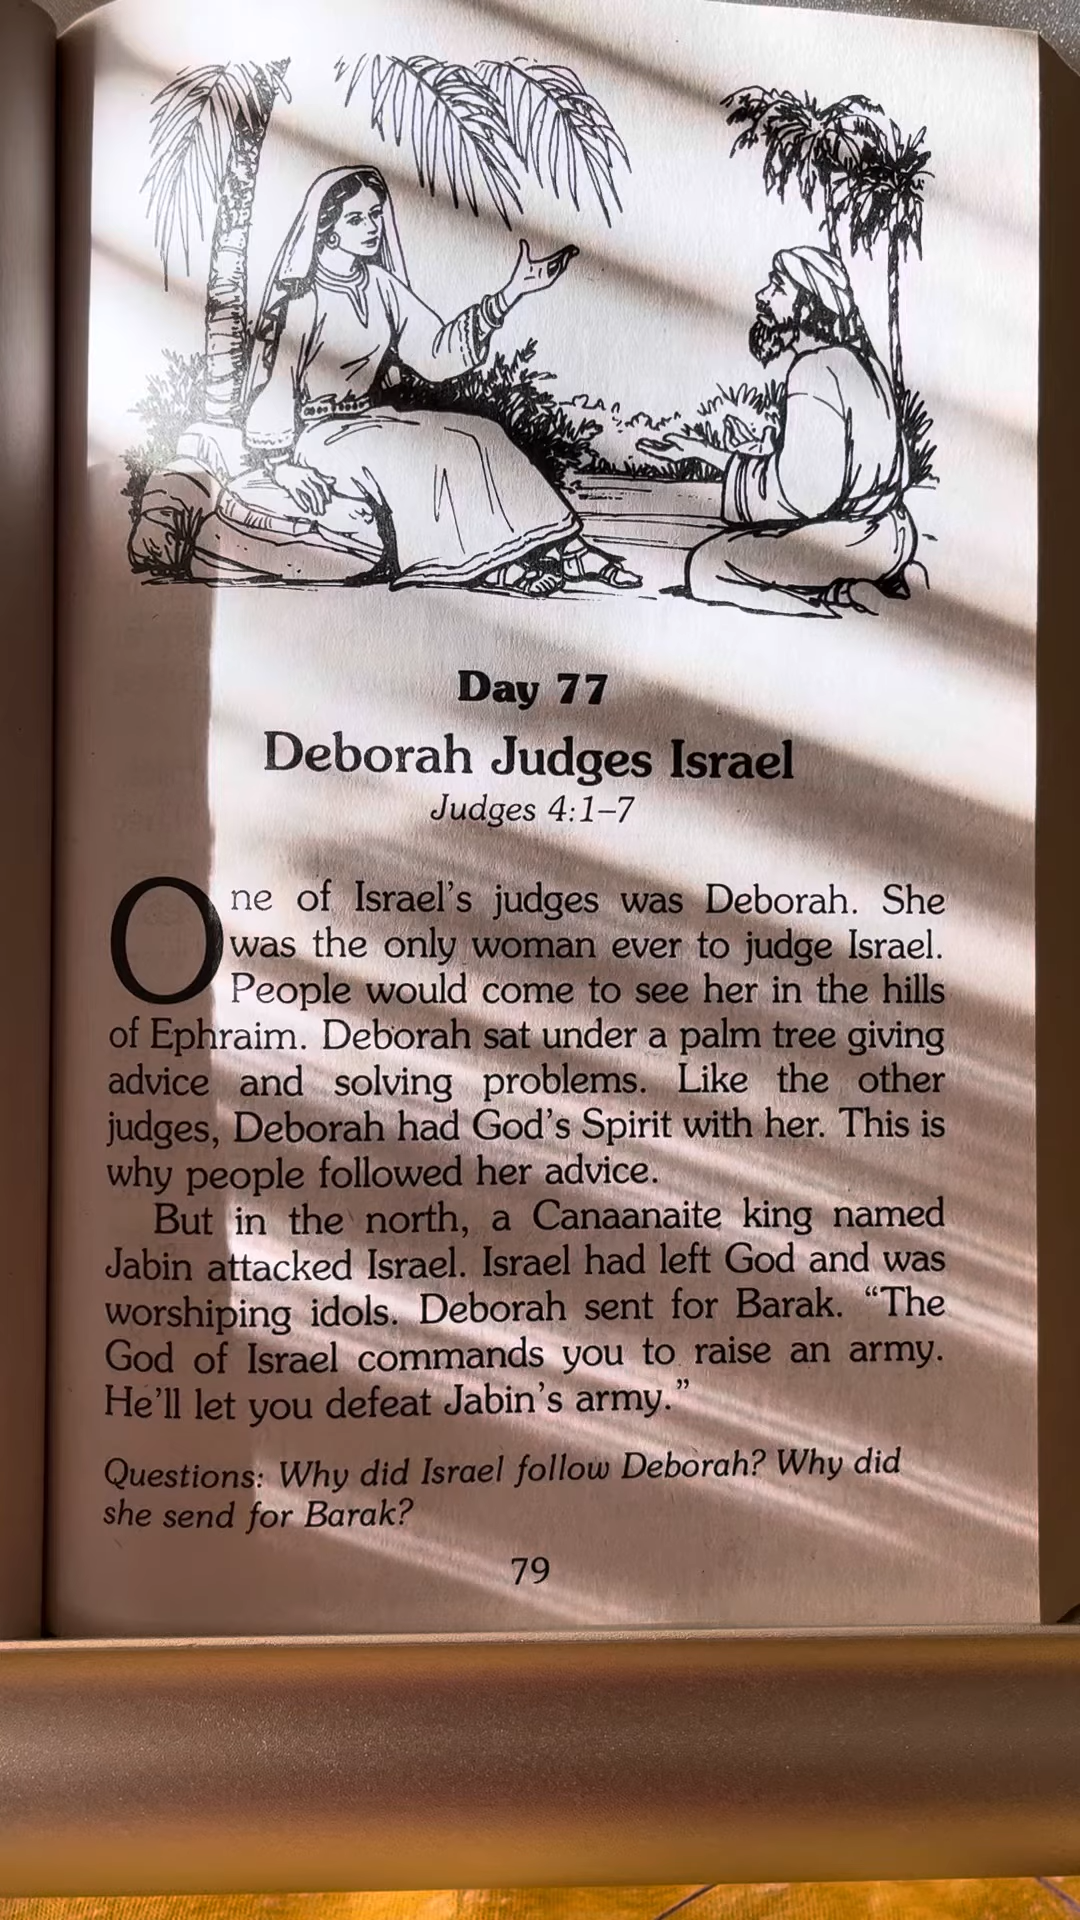 Day 77
Deborah Judges Israel
Judges 4:1–7
One of Israel’s judges was Deborah. She
was the only woman ever to judge Israel.
People would come to see her in the hills
of Ephraim. Deborah sat under a palm tree giving
advice and solving problems. Like the other
judges, Deborah had God’s Spirit with her. This is
why people followed her advice.
But in the north, a Canaanite king named
Jabin attacked Israel. Israel had left God and was
worshiping idols. Deborah sent for Barak. “The
God of Israel commands you to raise an army.
He’ll let you defeat Jabin’s army.”
Questions: Why did Israel follow Deborah? Why did
she send for Barak?
79